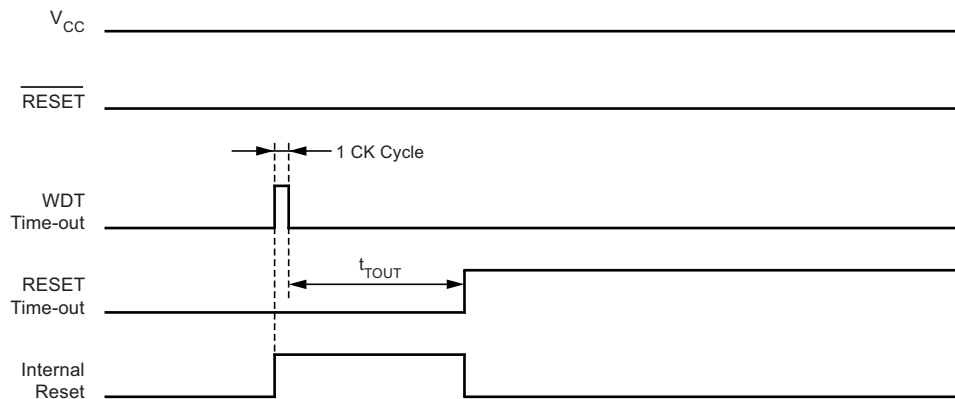 VCC
RESET
1 CK Cycle
WDT
Time-out
tTOUT
RESET
Time-out
Internal
Reset